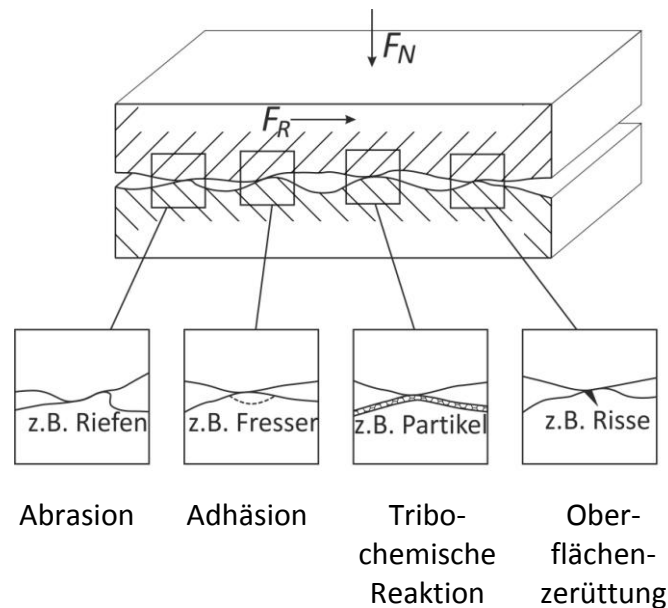 F_N
F_R
z.B. Riefen
z.B. Fresser
z.B. Partikel
z.B. Risse
Abrasion
Adhäsion
Tribo-
chemische
Reaktion
Ober-
flächen-
zerüttung